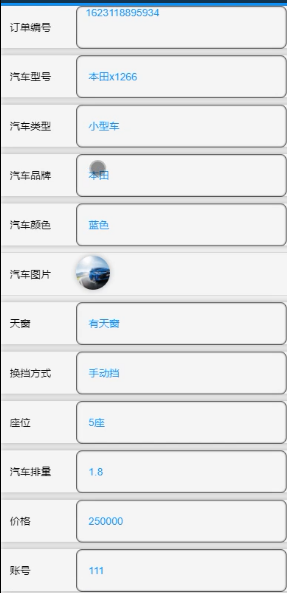 订单编号 1623118895934
汽车型号 本田x1266
汽车类型 小型车
汽车品牌 本田
汽车颜色 蓝色
汽车图片
天窗 有天窗
换挡方式 手动挡
座位 5座
汽车排量 1.8
价格 250000
账号 111